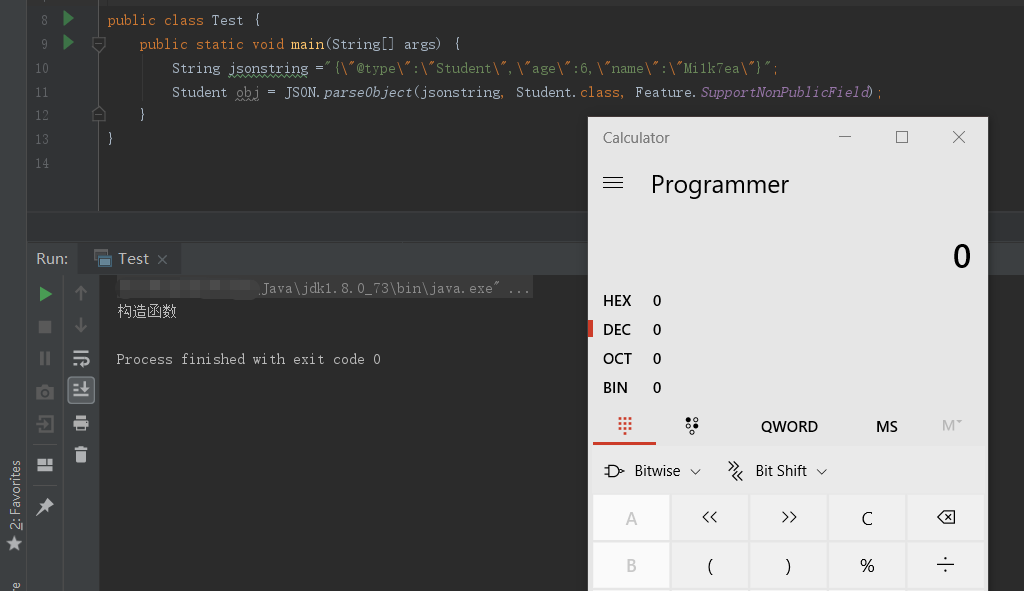 8 public class Test {
9 public static void main(String[] args) {
10 String jsonstring ="{\"@type\":\"Student\",\"age\":6,\"name\":\"Mi1k7ea\"}";
11 Student obj = JSON.parseObject(jsonstring, Student.class, Feature.SupportNonPublicField);
12 }
13 }
14
Run: Test
\Java\jdk1.8.0_73\bin\java.exe" ...
构造函数
Process finished with exit code 0
2: Favorites
Calculator
Programmer
0
HEX 0
DEC 0
OCT 0
BIN 0
QWORD MS M
Bitwise Bit Shift
A << >> C
B ( ) % ÷